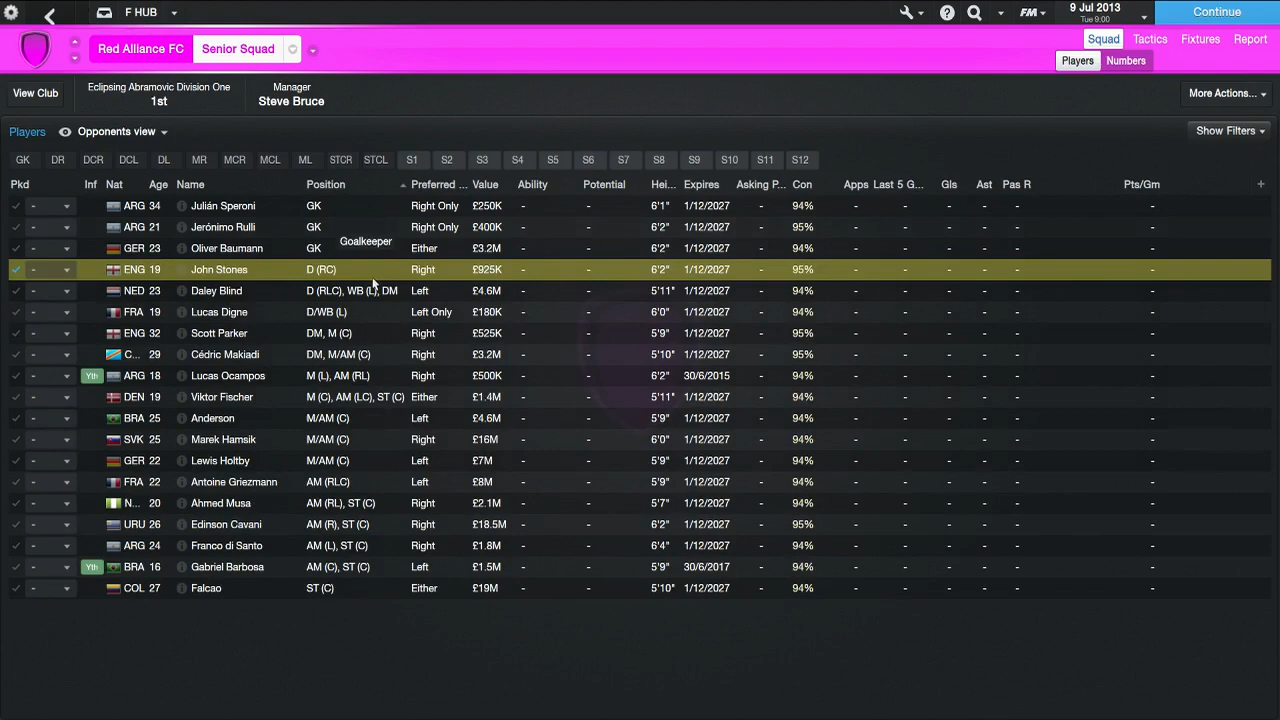 F HUB 9 Jul 2013 Tue 9:00 Continue
FM
Red Alliance FC Senior Squad Squad Tactics Fixtures Report
Players Numbers
View Club Eclipsing Abramovic Division One 1st Manager Steve Bruce More Actions...
Players Opponents view Show Filters
GK DR DCR DCL DL MR MCR MCL ML STCR STCL S1 S2 S3 S4 S5 S6 S7 S8 S9 S10 S11 S12
Pkd Inf Nat Age Name Position Preferred ... Value Ability Potential Hei... Expires Asking P... Con Apps Last 5 G... Gls Ast Pas R Pts/Gm +
- ARG 34 Julián Speroni GK Right Only £250K - - 6'1" 1/12/2027 - 94% - - - - - -
- ARG 21 Jerónimo Rulli GK Right Only £400K - - 6'2" 1/12/2027 - 95% - - - - - -
- GER 23 Oliver Baumann GK Either £3.2M - - 6'2" 1/12/2027 - 94% - - - - - -
Goalkeeper
- ENG 19 John Stones D (RC) Right £925K - - 6'2" 1/12/2027 - 95% - - - - - -
- NED 23 Daley Blind D (RLC), WB (L), DM Left £4.6M - - 5'11" 1/12/2027 - 94% - - - - - -
- FRA 19 Lucas Digne D/WB (L) Left Only £180K - - 6'0" 1/12/2027 - 94% - - - - - -
- ENG 32 Scott Parker DM, M (C) Right £525K - - 5'9" 1/12/2027 - 95% - - - - - -
- C... 29 Cédric Makiadi DM, M/AM (C) Right £3.2M - - 5'10" 1/12/2027 - 95% - - - - - -
- Yth ARG 18 Lucas Ocampos M (L), AM (RL) Right £500K - - 6'2" 30/6/2015 - 94% - - - - - -
- DEN 19 Viktor Fischer M (C), AM (LC), ST (C) Either £1.4M - - 5'11" 1/12/2027 - 94% - - - - - -
- BRA 25 Anderson M/AM (C) Left £4.6M - - 5'9" 1/12/2027 - 94% - - - - - -
- SVK 25 Marek Hamsik M/AM (C) Right £16M - - 6'0" 1/12/2027 - 94% - - - - - -
- GER 22 Lewis Holtby M/AM (C) Left £7M - - 5'9" 1/12/2027 - 94% - - - - - -
- FRA 22 Antoine Griezmann AM (RLC) Left £8M - - 5'9" 1/12/2027 - 94% - - - - - -
- N... 20 Ahmed Musa AM (RL), ST (C) Right £2.1M - - 5'7" 1/12/2027 - 94% - - - - - -
- URU 26 Edinson Cavani AM (R), ST (C) Right £18.5M - - 6'2" 1/12/2027 - 95% - - - - - -
- ARG 24 Franco di Santo AM (L), ST (C) Right £1.8M - - 6'4" 1/12/2027 - 94% - - - - - -
- Yth BRA 16 Gabriel Barbosa AM (C), ST (C) Left £1.5M - - 5'9" 30/6/2017 - 94% - - - - - -
- COL 27 Falcao ST (C) Either £19M - - 5'10" 1/12/2027 - 94% - - - - - -